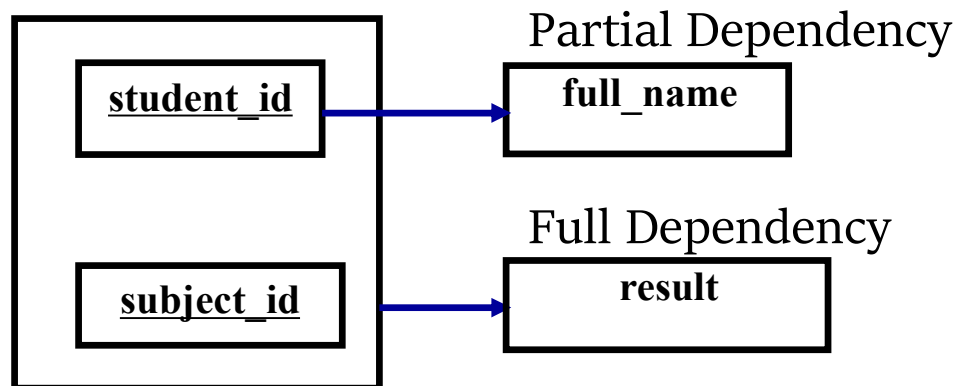 Partial Dependency
student_id
full_name
Full Dependency
subject_id
result